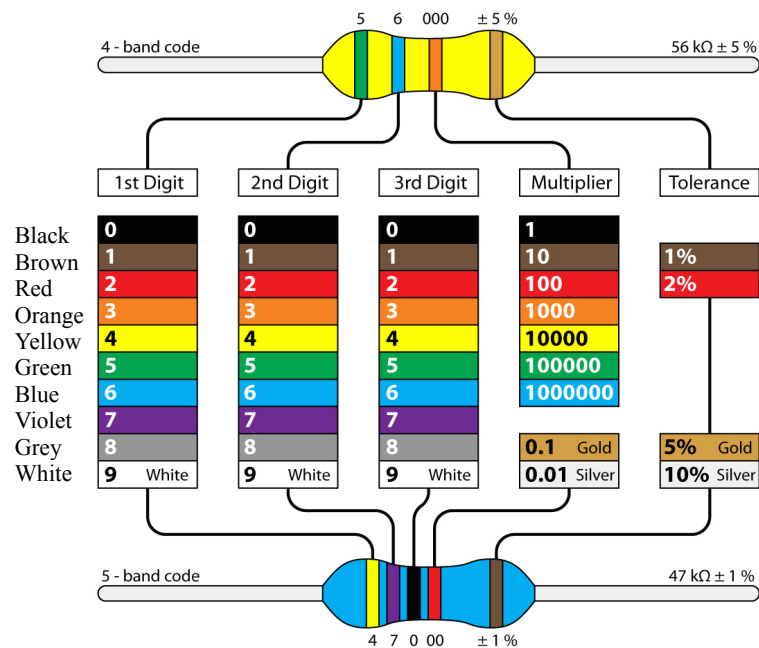 5 6 000 ± 5 %
4 - band code 56 kΩ ± 5 %
1st Digit 2nd Digit 3rd Digit Multiplier Tolerance
Black 0 0 0 1
Brown 1 1 1 10 1%
Red 2 2 2 100 2%
Orange 3 3 3 1000
Yellow 4 4 4 10000
Green 5 5 5 100000
Blue 6 6 6 1000000
Violet 7 7 7
Grey 8 8 8 0.1 Gold 5% Gold
White 9 White 9 White 9 White 0.01 Silver 10% Silver
5 - band code 47 kΩ ± 1 %
4 7 0 00 ± 1 %